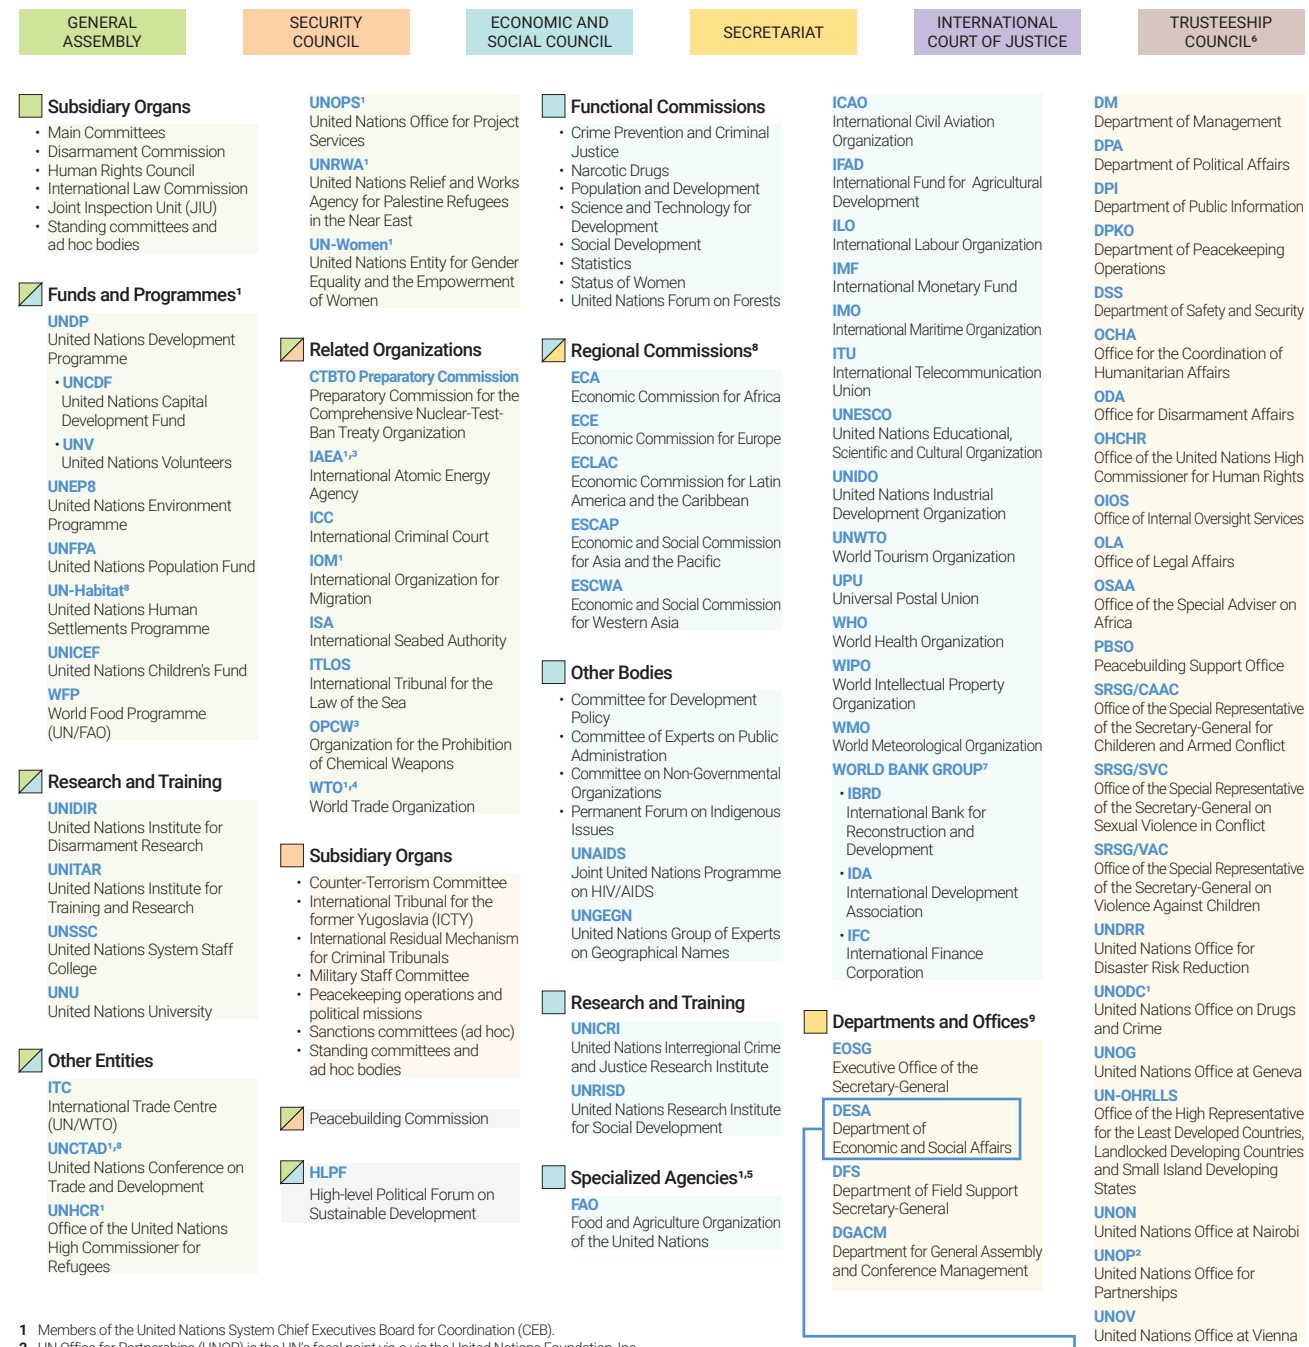 GENERAL
ASSEMBLY
SECURITY
COUNCIL
ECONOMIC AND
SOCIAL COUNCIL
SECRETARIAT
INTERNATIONAL
COURT OF JUSTICE
TRUSTEESHIP
COUNCIL⁶
Subsidiary Organs
• Main Committees
• Disarmament Commission
• Human Rights Council
• International Law Commission
• Joint Inspection Unit (JIU)
• Standing committees and
ad hoc bodies
Funds and Programmes¹
UNDP
United Nations Development
Programme
• UNCDF
United Nations Capital
Development Fund
• UNV
United Nations Volunteers
UNEP8
United Nations Environment
Programme
UNFPA
United Nations Population Fund
UN-Habitat⁸
United Nations Human
Settlements Programme
UNICEF
United Nations Children's Fund
WFP
World Food Programme
(UN/FAO)
Research and Training
UNIDIR
United Nations Institute for
Disarmament Research
UNITAR
United Nations Institute for
Training and Research
UNSSC
United Nations System Staff
College
UNU
United Nations University
Other Entities
ITC
International Trade Centre
(UN/WTO)
UNCTAD¹,⁸
United Nations Conference on
Trade and Development
UNHCR¹
Office of the United Nations
High Commissioner for
Refugees
UNOPS¹
United Nations Office for Project
Services
UNRWA¹
United Nations Relief and Works
Agency for Palestine Refugees
in the Near East
UN-Women¹
United Nations Entity for Gender
Equality and the Empowerment
of Women
Related Organizations
CTBTO Preparatory Commission
Preparatory Commission for the
Comprehensive Nuclear-Test-
Ban Treaty Organization
IAEA¹,³
International Atomic Energy
Agency
ICC
International Criminal Court
IOM¹
International Organization for
Migration
ISA
International Seabed Authority
ITLOS
International Tribunal for the
Law of the Sea
OPCW³
Organization for the Prohibition
of Chemical Weapons
WTO¹,⁴
World Trade Organization
Subsidiary Organs
• Counter-Terrorism Committee
• International Tribunal for the
former Yugoslavia (ICTY)
• International Residual Mechanism
for Criminal Tribunals
• Military Staff Committee
• Peacekeeping operations and
political missions
• Sanctions committees (ad hoc)
• Standing committees and
ad hoc bodies
Peacebuilding Commission
HLPF
High-level Political Forum on
Sustainable Development
Functional Commissions
• Crime Prevention and Criminal
Justice
• Narcotic Drugs
• Population and Development
• Science and Technology for
Development
• Social Development
• Statistics
• Status of Women
• United Nations Forum on Forests
Regional Commissions⁸
ECA
Economic Commission for Africa
ECE
Economic Commission for Europe
ECLAC
Economic Commission for Latin
America and the Caribbean
ESCAP
Economic and Social Commission
for Asia and the Pacific
ESCWA
Economic and Social Commission
for Western Asia
Other Bodies
• Committee for Development
Policy
• Committee of Experts on Public
Administration
• Committee on Non-Governmental
Organizations
• Permanent Forum on Indigenous
Issues
UNAIDS
Joint United Nations Programme
on HIV/AIDS
UNGEGN
United Nations Group of Experts
on Geographical Names
Research and Training
UNICRI
United Nations Interregional Crime
and Justice Research Institute
UNRISD
United Nations Research Institute
for Social Development
Specialized Agencies¹,⁵
FAO
Food and Agriculture Organization
of the United Nations
ICAO
International Civil Aviation
Organization
IFAD
International Fund for Agricultural
Development
ILO
International Labour Organization
IMF
International Monetary Fund
IMO
International Maritime Organization
ITU
International Telecommunication
Union
UNESCO
United Nations Educational,
Scientific and Cultural Organization
UNIDO
United Nations Industrial
Development Organization
UNWTO
World Tourism Organization
UPU
Universal Postal Union
WHO
World Health Organization
WIPO
World Intellectual Property
Organization
WMO
World Meteorological Organization
WORLD BANK GROUP⁷
• IBRD
International Bank for
Reconstruction and
Development
• IDA
International Development
Association
• IFC
International Finance
Corporation
Departments and Offices⁹
EOSG
Executive Office of the
Secretary-General
DESA
Department of
Economic and Social Affairs
DFS
Department of Field Support
Secretary-General
DGACM
Department for General Assembly
and Conference Management
DM
Department of Management
DPA
Department of Political Affairs
DPI
Department of Public Information
DPKO
Department of Peacekeeping
Operations
DSS
Department of Safety and Security
OCHA
Office for the Coordination of
Humanitarian Affairs
ODA
Office for Disarmament Affairs
OHCHR
Office of the United Nations High
Commissioner for Human Rights
OIOS
Office of Internal Oversight Services
OLA
Office of Legal Affairs
OSAA
Office of the Special Adviser on
Africa
PBSO
Peacebuilding Support Office
SRSG/CAAC
Office of the Special Representative
of the Secretary-General for
Childeren and Armed Conflict
SRSG/SVC
Office of the Special Representative
of the Secretary-General on
Sexual Violence in Conflict
SRSG/VAC
Office of the Special Representative
of the Secretary-General on
Violence Against Children
UNDRR
United Nations Office for
Disaster Risk Reduction
UNODC¹
United Nations Office on Drugs
and Crime
UNOG
United Nations Office at Geneva
UN-OHRLLS
Office of the High Representative
for the Least Developed Countries,
Landlocked Developing Countries
and Small Island Developing
States
UNON
United Nations Office at Nairobi
UNOP²
United Nations Office for
Partnerships
UNOV
United Nations Office at Vienna
1 Members of the United Nations System Chief Executives Board for Coordination (CEB).
2 UN Office for Partnerships (UNOP) is the UN's focal point vis-a-vis the United Nations Foundation, Inc.